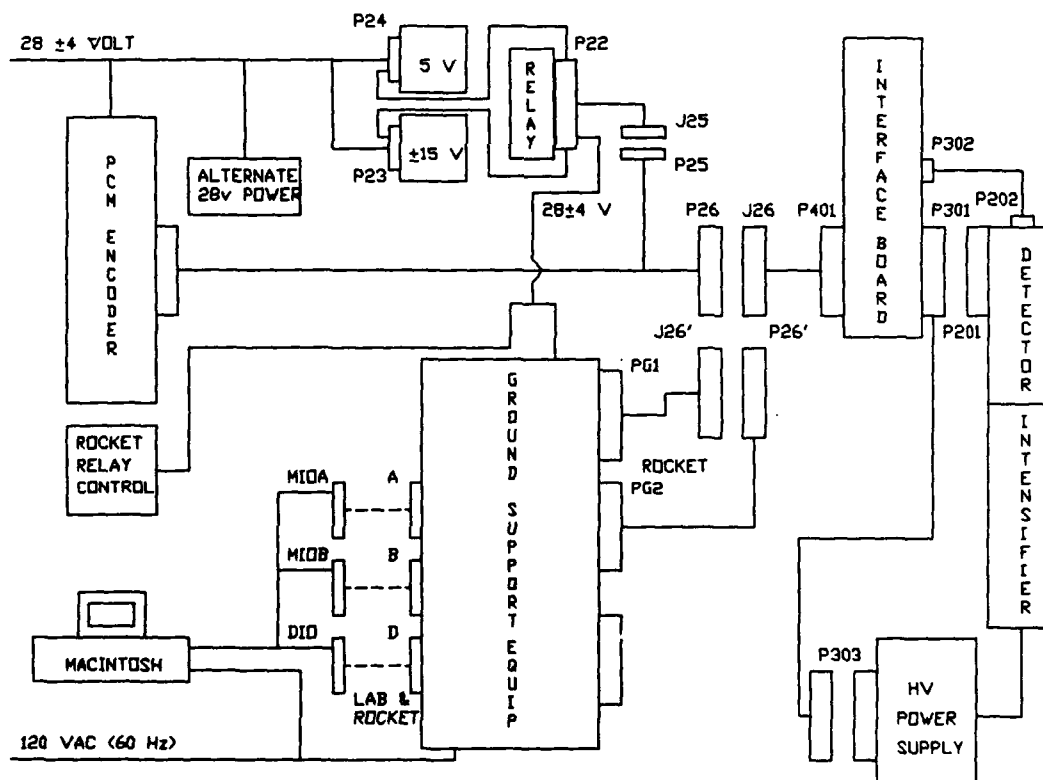 28 ±4 VOLT
P24
5 V
P22
RELAY
±15 V
P23
J25
P25
28±4 V
PCM ENCODER
ALTERNATE
28v POWER
P26
J26
P401
INTERFACE BOARD
P302
P301
P202
P201
DETECTOR
INTENSIFIER
J26'
P26'
PG1
ROCKET
PG2
GROUND SUPPORT EQUIP
ROCKET
RELAY
CONTROL
MIOA
A
MIOB
B
DIO
D
LAB &
ROCKET
MACINTOSH
120 VAC (60 Hz)
P303
HV
POWER
SUPPLY